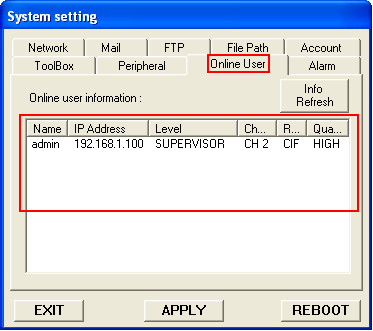 System setting
Network Mail FTP File Path Account
ToolBox Peripheral Online User Alarm
Online user information :
Info
Refresh
Name IP Address Level Ch... R... Qua...
admin 192.168.1.100 SUPERVISOR CH 2 CIF HIGH
EXIT APPLY REBOOT